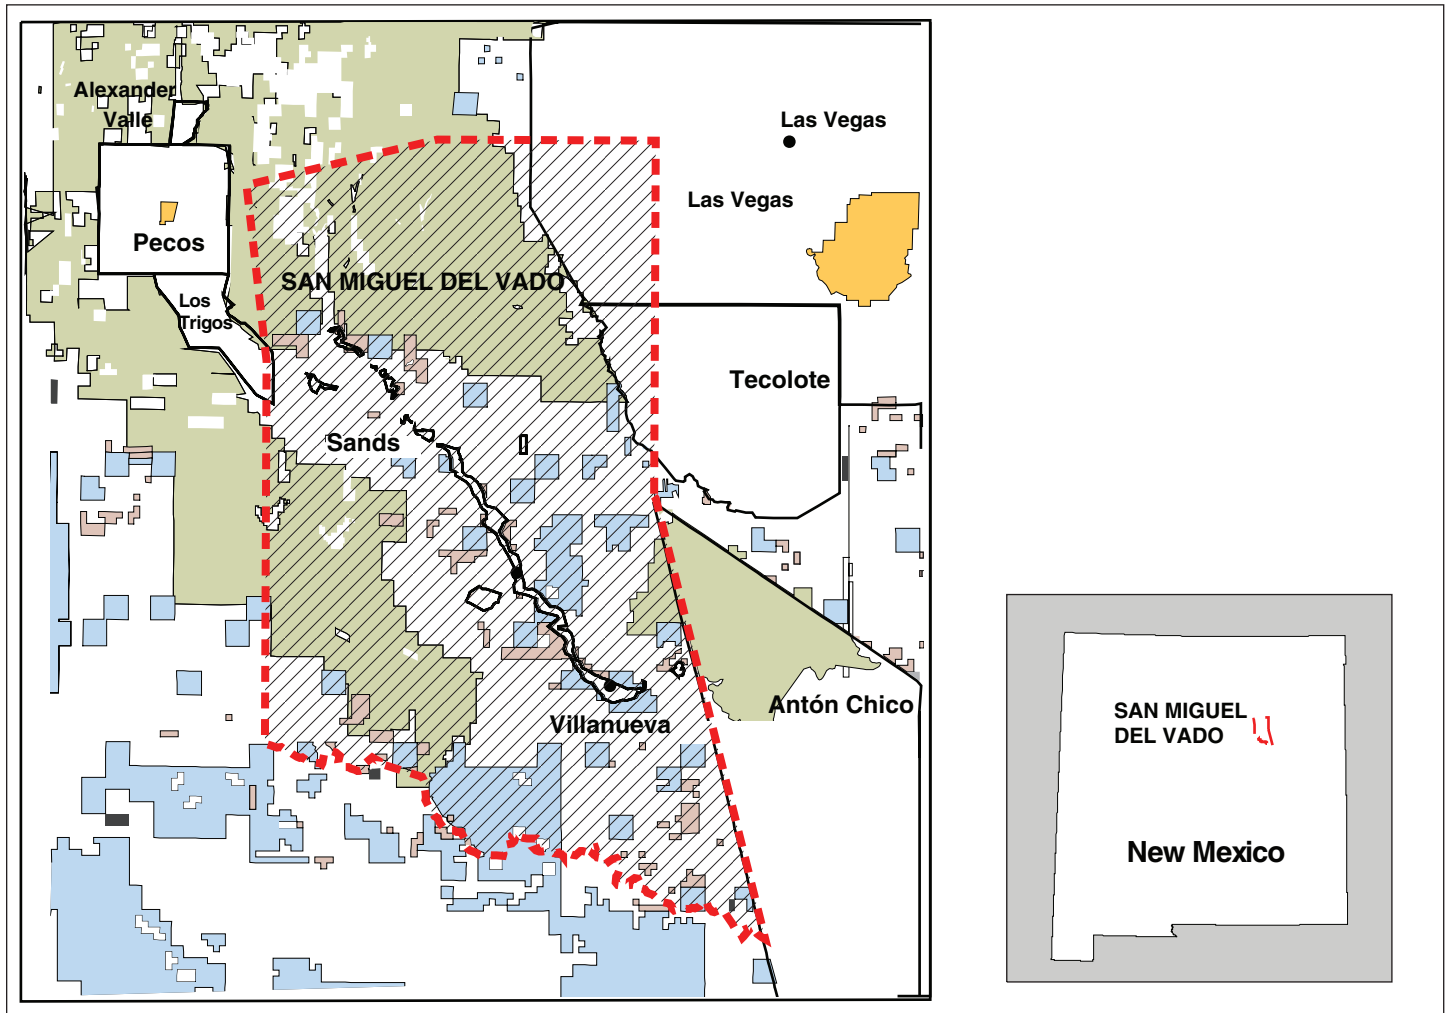 Alexander
Valle
Las Vegas
Las Vegas
Pecos
SAN MIGUEL DEL VADO
Los
Trigos
Tecolote
Sands
Antón Chico
Villanueva
SAN MIGUEL
DEL VADO
New Mexico